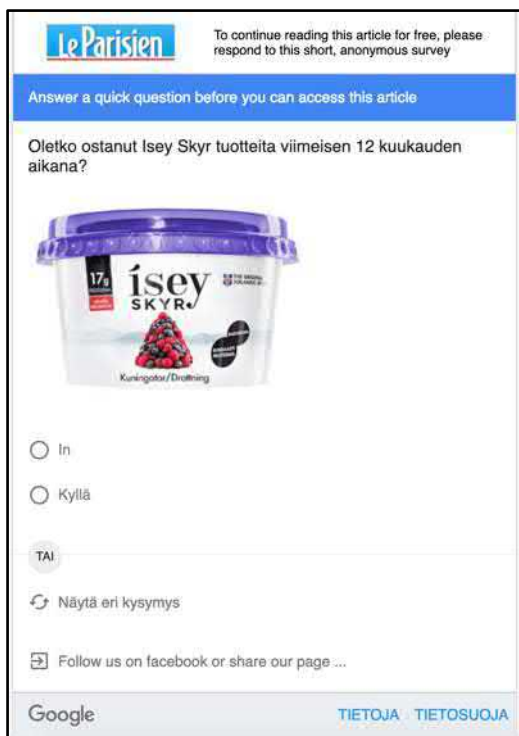 Le Parisien
To continue reading this article for free, please
respond to this short, anonymous survey
Answer a quick question before you can access this article
Oletko ostanut Isey Skyr tuotteita viimeisen 12 kuukauden
aikana?
17g
ísey
SKYR
Kuningatar/Drottning
In
Kyllä
TAI
Näytä eri kysymys
Follow us on facebook or share our page ...
Google
TIETOJA TIETOSUOJA